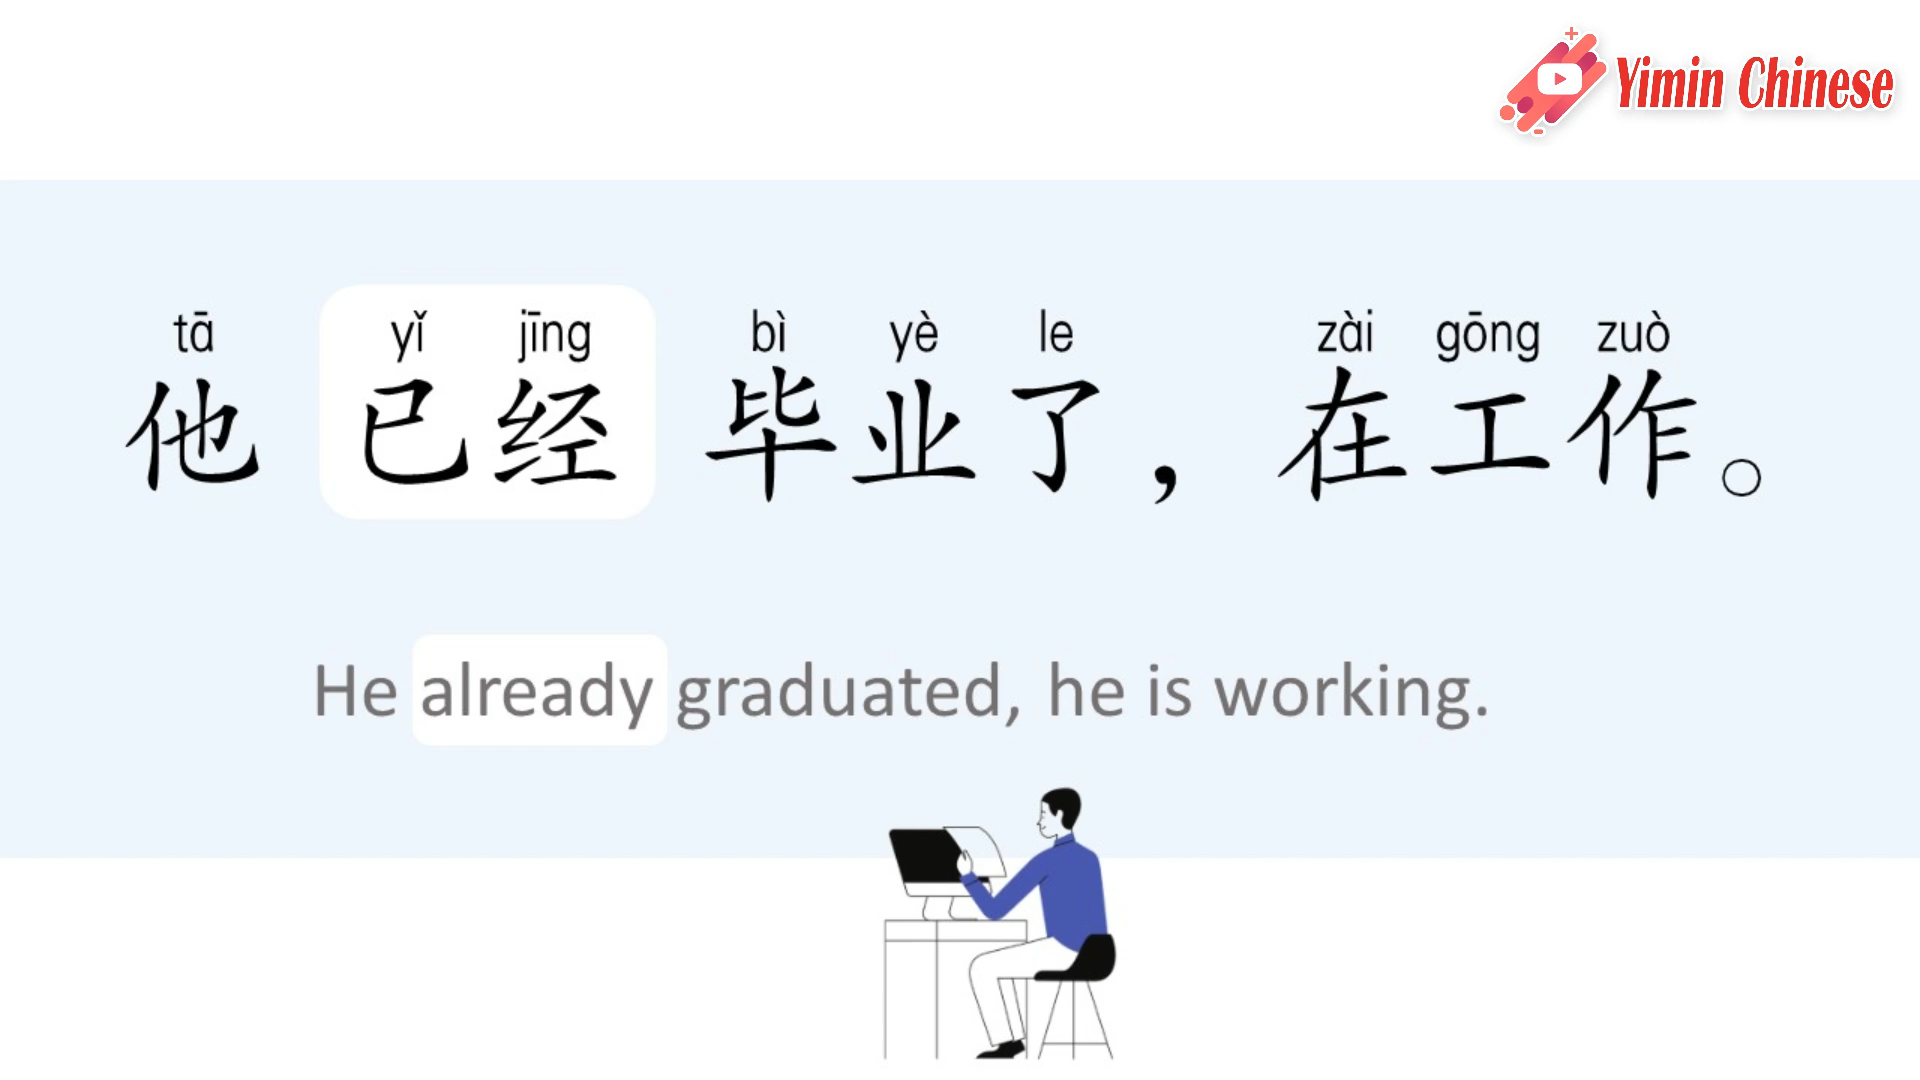 Yimin Chinese
tā yǐ jīng bì yè le zài gōng zuò
他已经毕业了，在工作。
He already graduated, he is working.